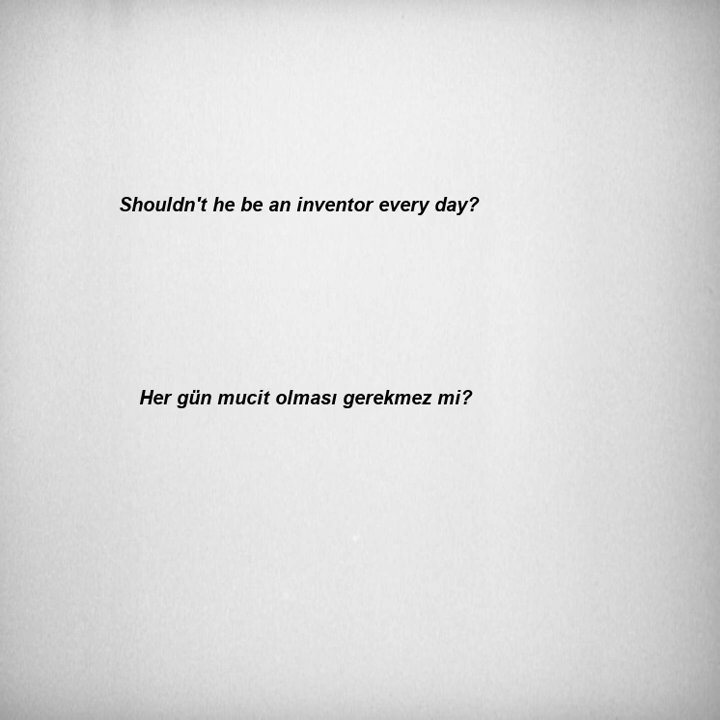 Shouldn't he be an inventor every day?
Her gün mucit olması gerekmez mi?